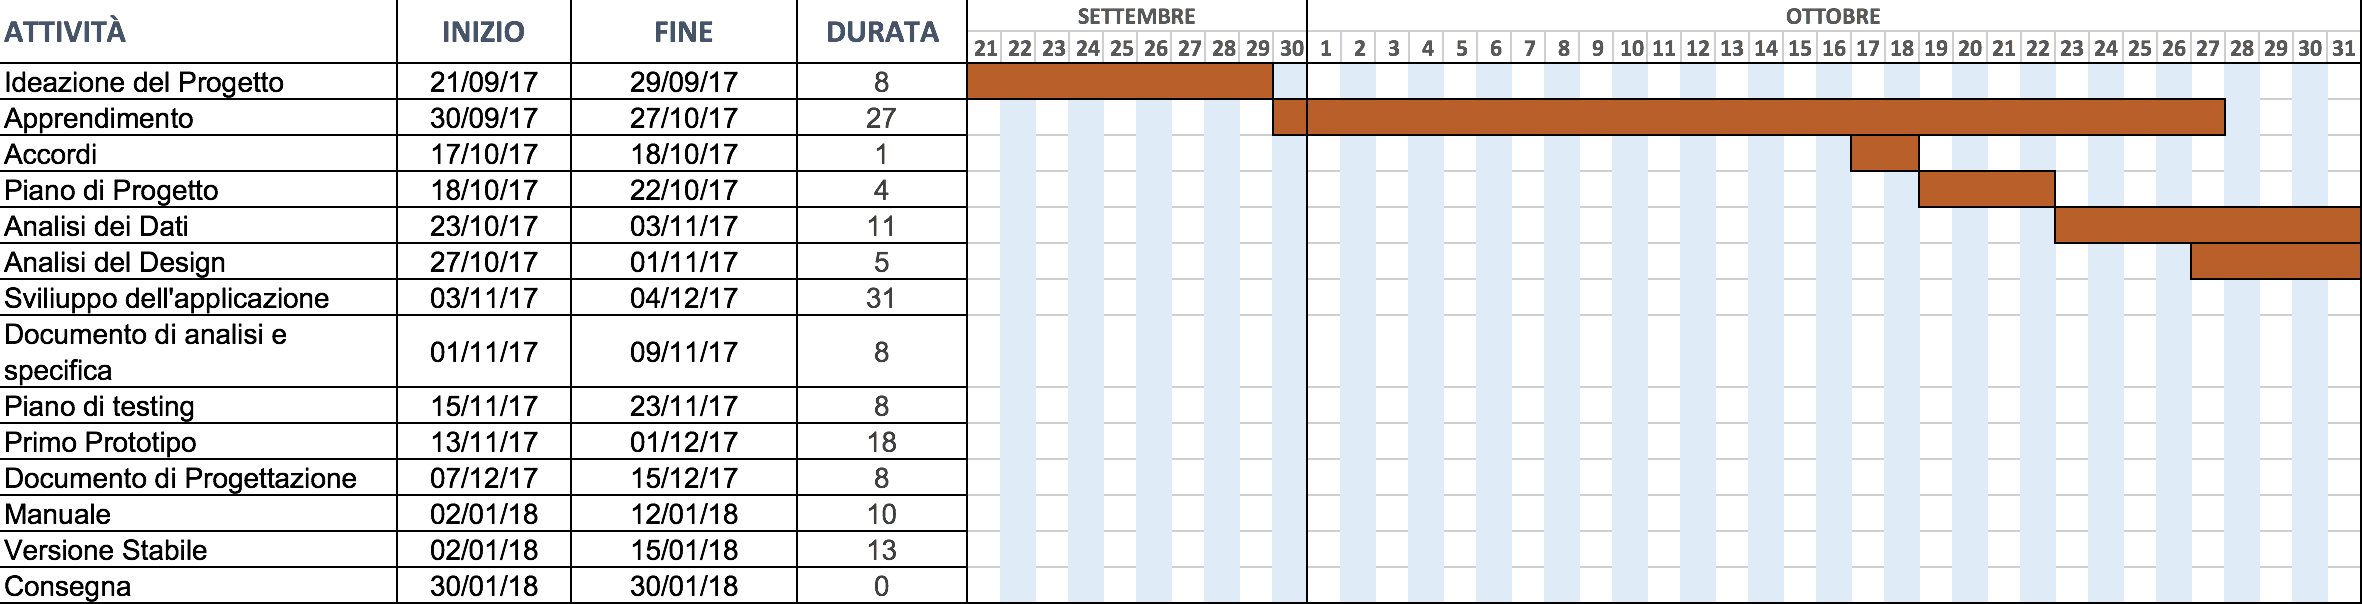 SETTEMBRE OTTOBRE
ATTIVITÀ INIZIO FINE DURATA
21 22 23 24 25 26 27 28 29 30 1 2 3 4 5 6 7 8 9 10 11 12 13 14 15 16 17 18 19 20 21 22 23 24 25 26 27 28 29 30 31
Ideazione del Progetto 21/09/17 29/09/17 8
Apprendimento 30/09/17 27/10/17 27
Accordi 17/10/17 18/10/17 1
Piano di Progetto 18/10/17 22/10/17 4
Analisi dei Dati 23/10/17 03/11/17 11
Analisi del Design 27/10/17 01/11/17 5
Sviliuppo dell'applicazione 03/11/17 04/12/17 31
Documento di analisi e
specifica 01/11/17 09/11/17 8
Piano di testing 15/11/17 23/11/17 8
Primo Prototipo 13/11/17 01/12/17 18
Documento di Progettazione 07/12/17 15/12/17 8
Manuale 02/01/18 12/01/18 10
Versione Stabile 02/01/18 15/01/18 13
Consegna 30/01/18 30/01/18 0